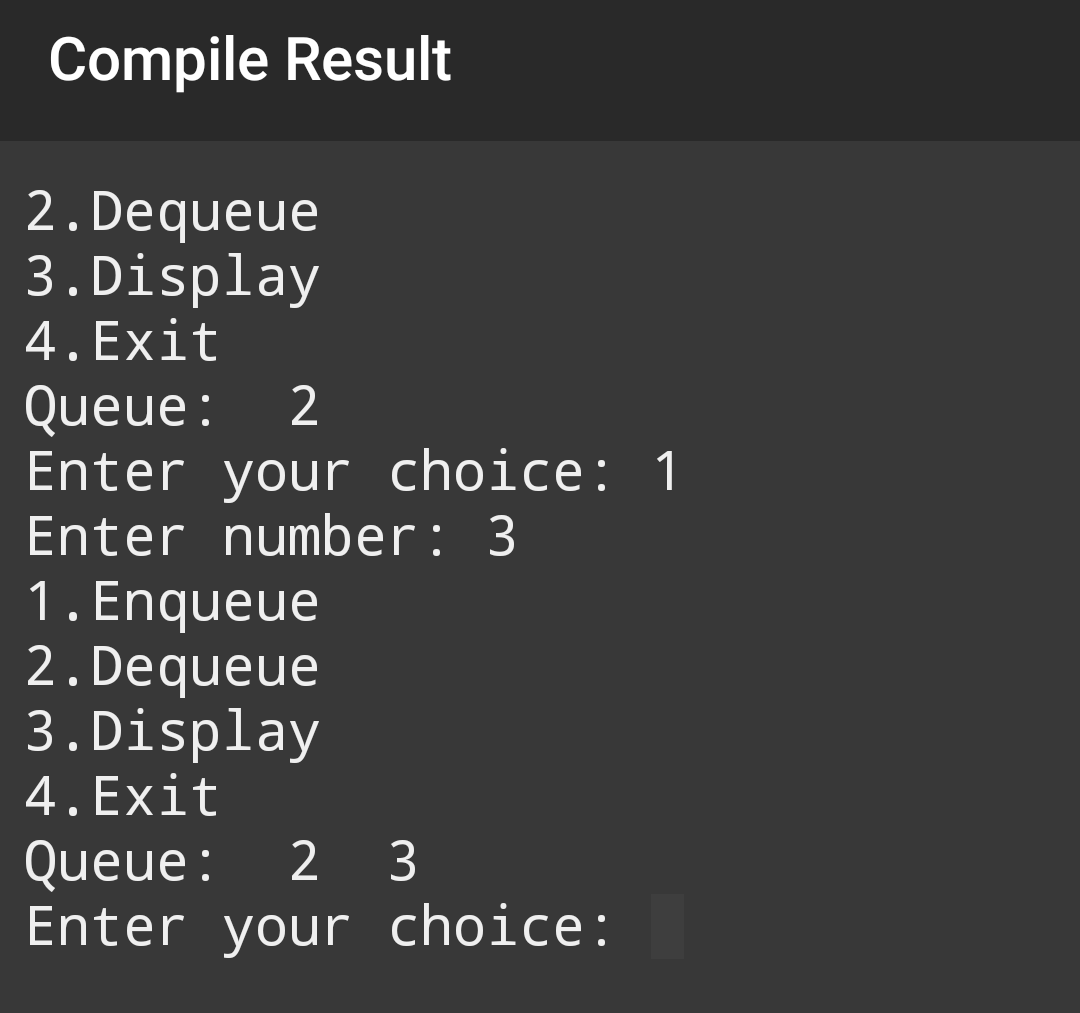 Compile Result
2.Dequeue
3.Display
4.Exit
Queue:  2
Enter your choice: 1
Enter number: 3
1.Enqueue
2.Dequeue
3.Display
4.Exit
Queue:  2  3
Enter your choice: